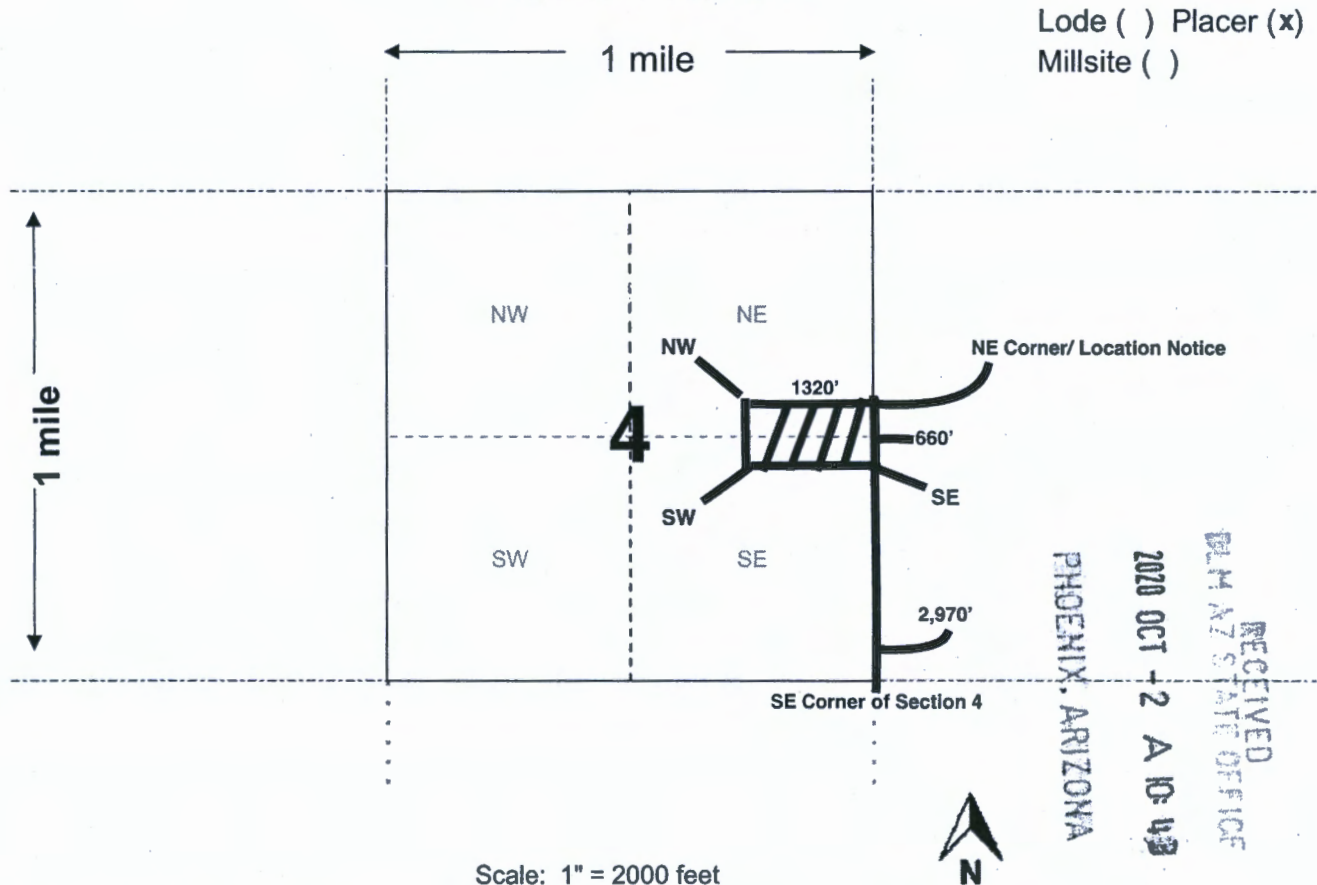 Lode ( ) Placer (x)
Millsite ( )
1 mile
1 mile
NW
NE
NW
NE Corner/ Location Notice
1320'
4
660'
SE
SW
SW
SE
2,970'
SE Corner of Section 4
RECEIVED
BLM AZ STATE OFFICE
2020 OCT -2 A 10:43
PHOENIX, ARIZONA
Scale: 1" = 2000 feet
N